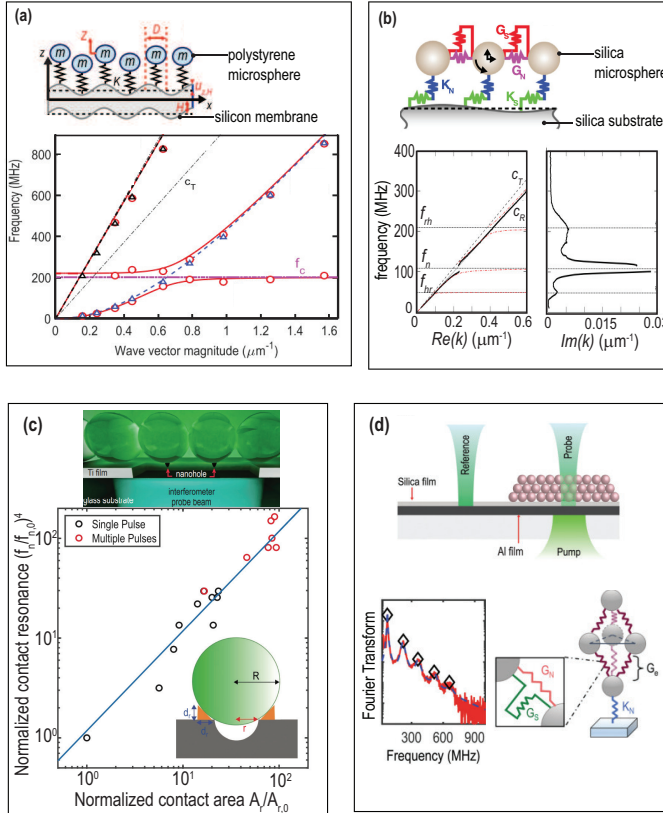 (a)
z
z
D
m m m m m m
K
u_z,H
H
x
polystyrene
microsphere
silicon membrane
Frequency (MHz)
800
600
400
200
0
c_T
f_c
0 0.2 0.4 0.6 0.8 1 1.2 1.4 1.6
Wave vector magnitude (μm⁻¹)
(b)
G_S G_S
G_N
K_N
K_S
silica
microsphere
silica substrate
frequency (MHz)
400
300
200
100
0
f_rh
f_n
f_hr
c_T
c_R
0 0.2 0.4 0.6
Re(k) (μm⁻¹)
0 0.015 0.03
Im(k) (μm⁻¹)
(c)
Ti film
nanohole
glass substrate
interferometer
probe beam
Normalized contact resonance (f_n/f_n,0)⁴
10²
10¹
10⁰
Single Pulse
Multiple Pulses
R
r
10⁰ 10¹ 10²
Normalized contact area A_r/A_r,0
(d)
Reference
Probe
Silica film
Al film
Pump
Fourier Transform
300 600 900
Frequency (MHz)
G_N
G_S
G_e
K_N